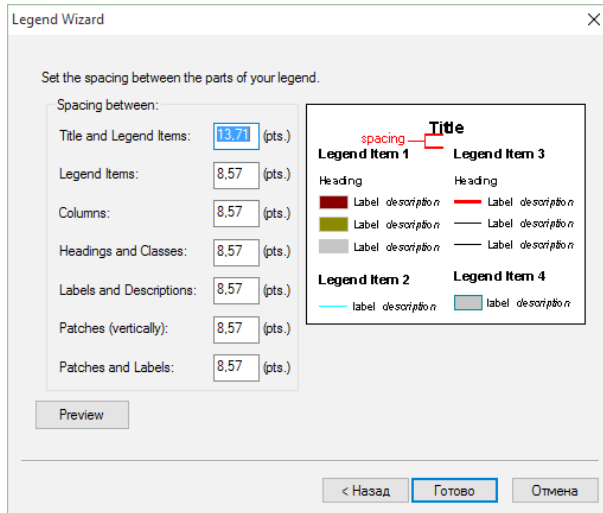 Legend Wizard
Set the spacing between the parts of your legend.
Spacing between:
Title and Legend Items: 13,71 (pts.)
Legend Items: 8,57 (pts.)
Columns: 8,57 (pts.)
Headings and Classes: 8,57 (pts.)
Labels and Descriptions: 8,57 (pts.)
Patches (vertically): 8,57 (pts.)
Patches and Labels: 8,57 (pts.)
Title
spacing
Legend Item 1 Legend Item 3
Heading Heading
Label description Label description
Label description Label description
Label description Label description
Legend Item 2 Legend Item 4
label description label description
Preview
< Назад Готово Отмена